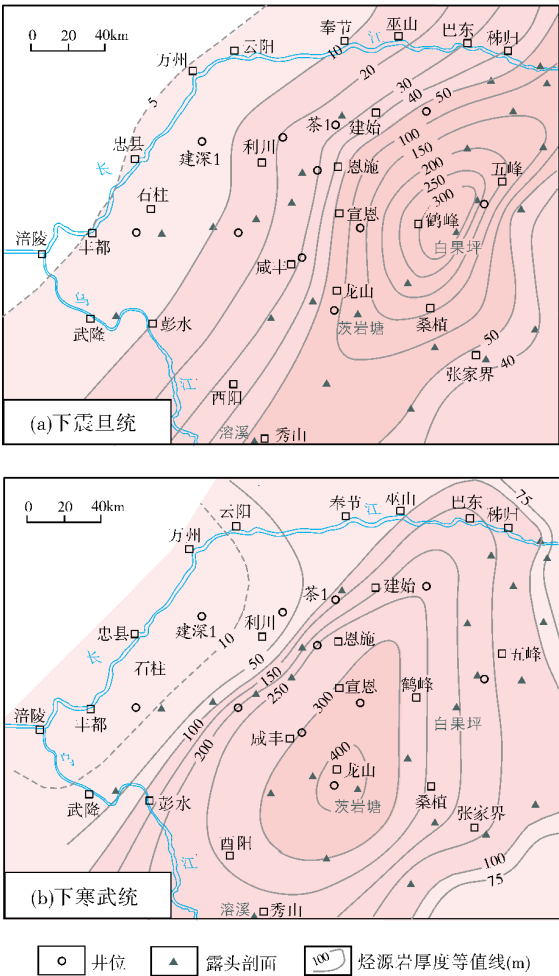 0 20 40km
奉节
巫山
巴东
秭归
云阳
江
万州
10
20
30
40
50
5
茶1
建始
100
忠县
长
建深1
利川
恩施
150
200
五峰
250
300
石柱
宣恩
鹤峰
白果坪
涪陵
丰都
咸丰
乌
龙山
茨岩塘
桑植
武隆
彭水
50
40
张家界
江
酉阳
溶溪
秀山
(a)下震旦统
0 20 40km
云阳
奉节
巫山
江
巴东
秭归
75
万州
茶1
建始
建深1
10
利川
忠县
50
恩施
长
石柱
150
250
五峰
100
200
300
宣恩
鹤峰
白果坪
涪陵
丰都
咸丰
乌
400
龙山
茨岩塘
桑植
武隆
彭水
张家界
江
酉阳
100
75
溶溪
秀山
(b)下寒武统
井位
露头剖面
100
烃源岩厚度等值线(m)